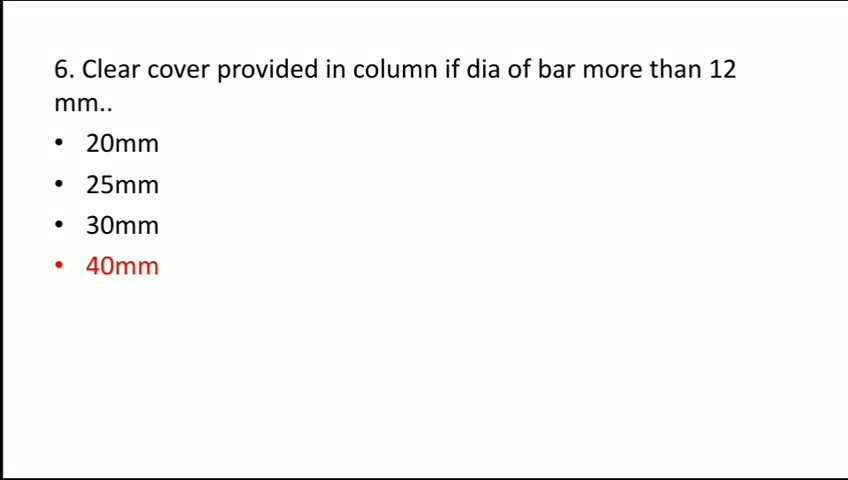 6. Clear cover provided in column if dia of bar more than 12
mm..
• 20mm
• 25mm
• 30mm
• 40mm